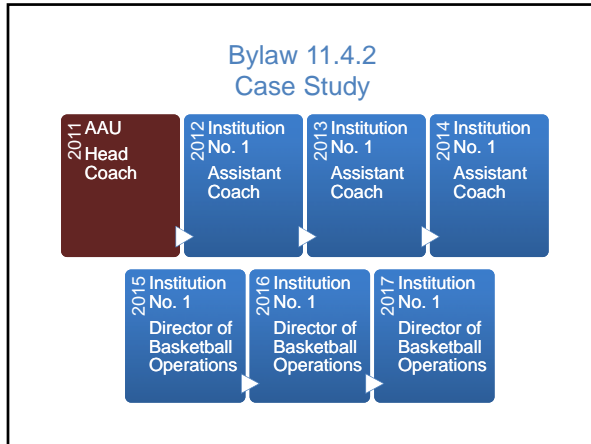 Bylaw 11.4.2
Case Study
2011
AAU
Head
Coach
2012
Institution
No. 1
Assistant
Coach
2013
Institution
No. 1
Assistant
Coach
2014
Institution
No. 1
Assistant
Coach
2015
Institution
No. 1
Director of
Basketball
Operations
2016
Institution
No. 1
Director of
Basketball
Operations
2017
Institution
No. 1
Director of
Basketball
Operations